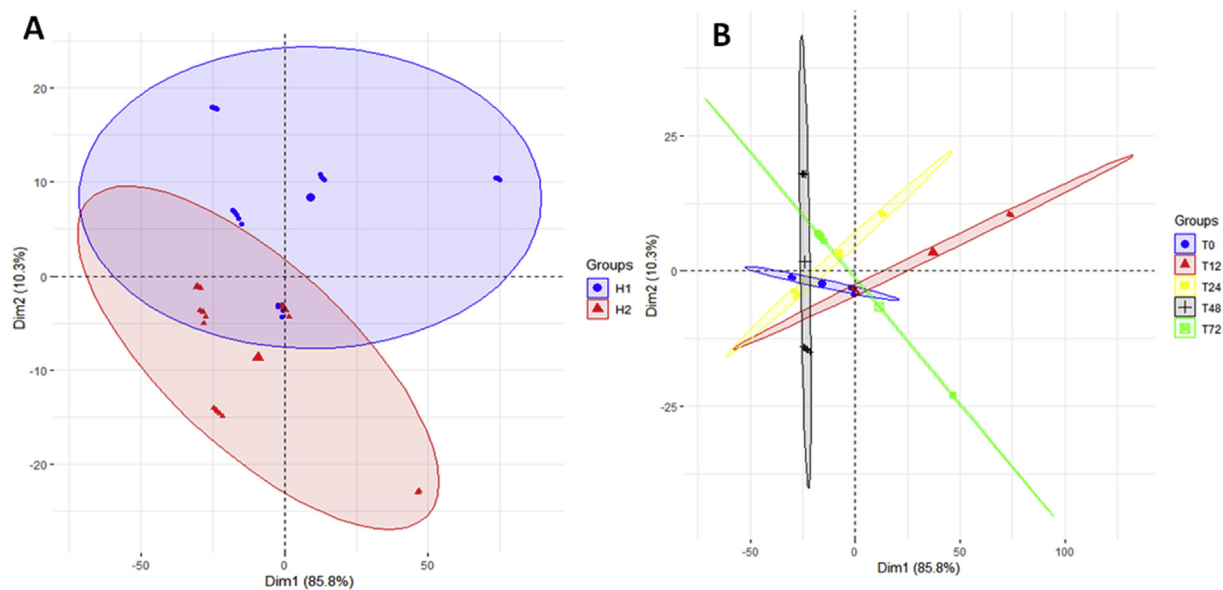 A
20
10
0
-10
-20
Dim2 (10.3%)
-50
0
50
Dim1 (85.8%)
Groups
H1
H2
B
25
0
-25
Dim2 (10.3%)
-50
0
50
100
Dim1 (85.8%)
Groups
T0
T12
T24
T48
T72